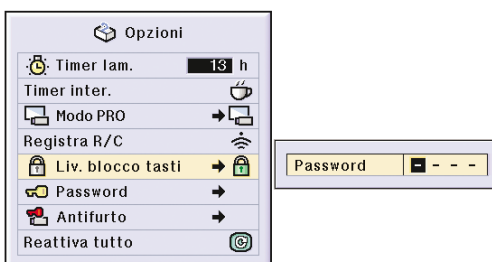 Opzioni
Timer lam. 13 h
Timer inter.
Modo PRO
Registra R/C
Liv. blocco tasti
Password - - - -
Password
Antifurto
Reattiva tutto